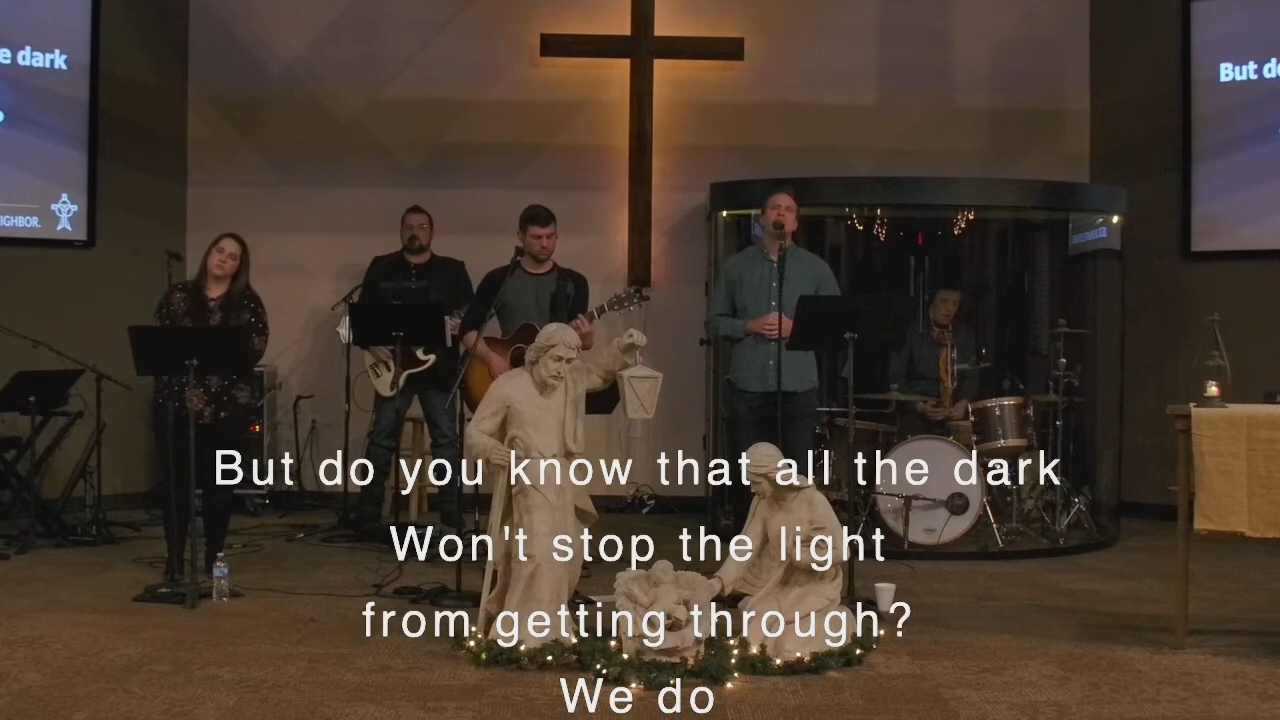 e dark
But d
IGHBOR.
But do you know that all the dark
Won't stop the light
from getting through?
We do